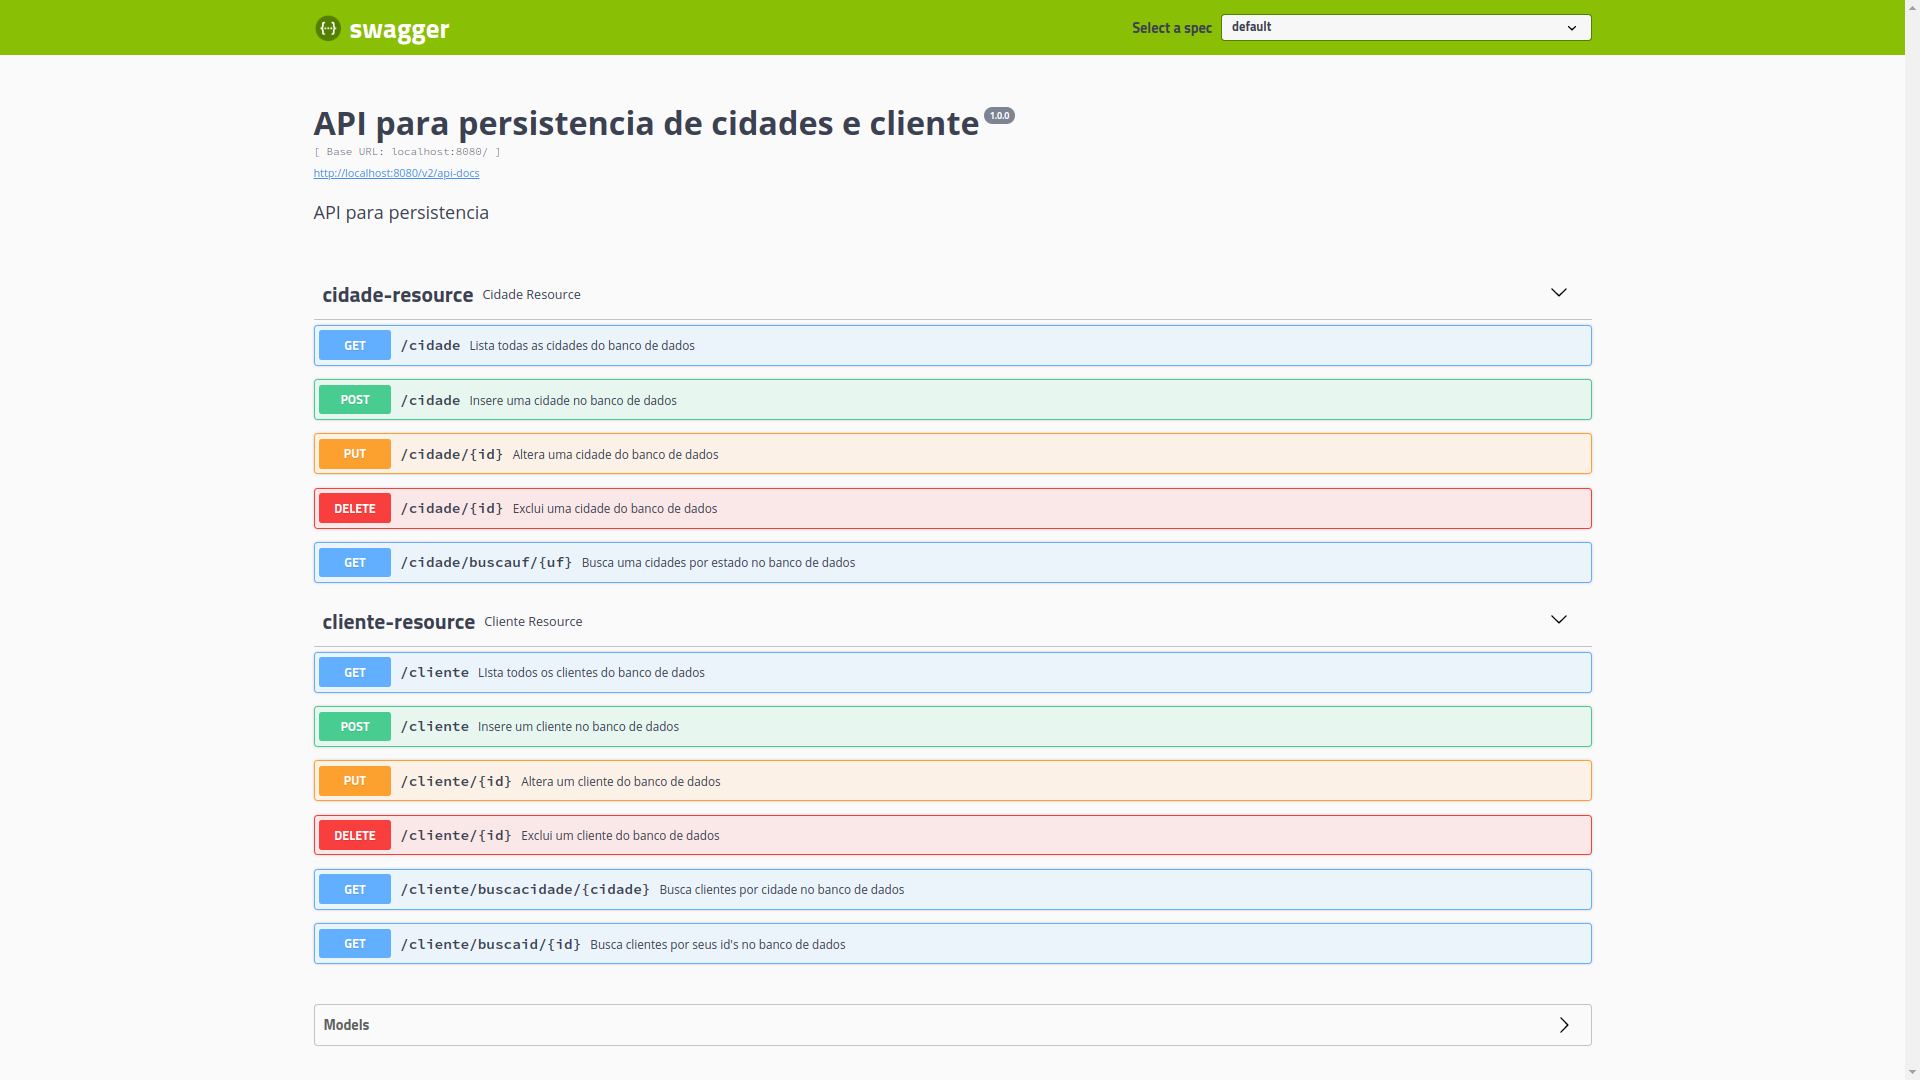 {···} swagger
Select a spec default
API para persistencia de cidades e cliente 1.0.0
[ Base URL: localhost:8080/ ]
http://localhost:8080/v2/api-docs
API para persistencia
cidade-resource Cidade Resource
GET /cidade Lista todas as cidades do banco de dados
POST /cidade Insere uma cidade no banco de dados
PUT /cidade/{id} Altera uma cidade do banco de dados
DELETE /cidade/{id} Exclui uma cidade do banco de dados
GET /cidade/buscauf/{uf} Busca uma cidades por estado no banco de dados
cliente-resource Cliente Resource
GET /cliente LIsta todos os clientes do banco de dados
POST /cliente Insere um cliente no banco de dados
PUT /cliente/{id} Altera um cliente do banco de dados
DELETE /cliente/{id} Exclui um cliente do banco de dados
GET /cliente/buscacidade/{cidade} Busca clientes por cidade no banco de dados
GET /cliente/buscaid/{id} Busca clientes por seus id's no banco de dados
Models